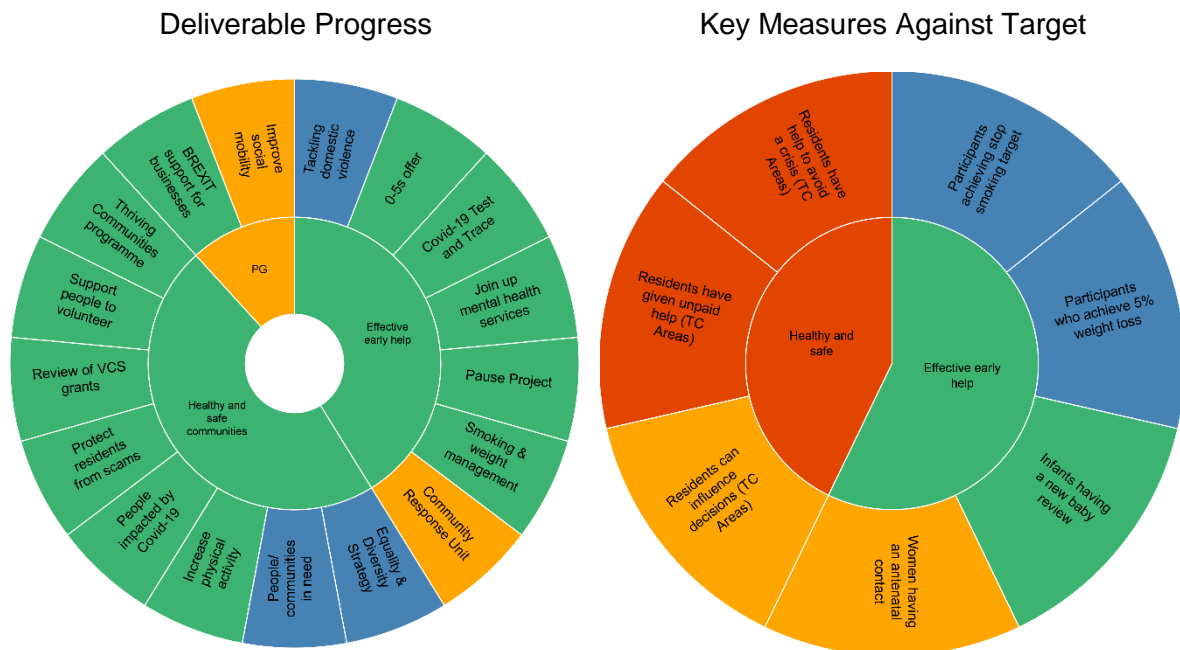 Deliverable Progress
Key Measures Against Target
Tackling
domestic
violence
0-5s offer
Covid-19 Test
and Trace
Join up
mental health
services
Pause Project
Smoking &
weight
management
Community
Response Unit
Equality &
Diversity
Strategy
People/
communities
in need
Increase
physical
activity
People
impacted by
Covid-19
Protect
residents
from scams
Review of VCS
grants
Support
people to
volunteer
Thriving
Communities
programme
BREXIT
support for
businesses
Improve
social
mobility
PG
Effective
early help
Healthy and
safe
communities
Participants
achieving stop
smoking target
Participants
who achieve 5%
weight loss
Infants having
a new baby
review
Women having
an antenatal
contact
Residents can
influence
decisions (TC
Areas)
Residents have
given unpaid
help (TC Areas)
Residents have
help to avoid
a crisis (TC
Areas)
Healthy and
safe
Effective early
help